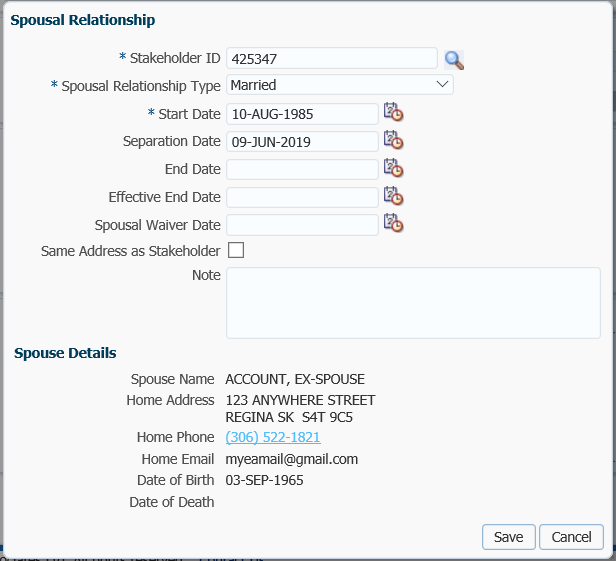 Spousal Relationship
* Stakeholder ID 425347
* Spousal Relationship Type Married
* Start Date 10-AUG-1985
Separation Date 09-JUN-2019
End Date
Effective End Date
Spousal Waiver Date
Same Address as Stakeholder
Note
Spouse Details
Spouse Name ACCOUNT, EX-SPOUSE
Home Address 123 ANYWHERE STREET
REGINA SK S4T 9C5
Home Phone (306) 522-1821
Home Email myeamail@gmail.com
Date of Birth 03-SEP-1965
Date of Death
Save Cancel